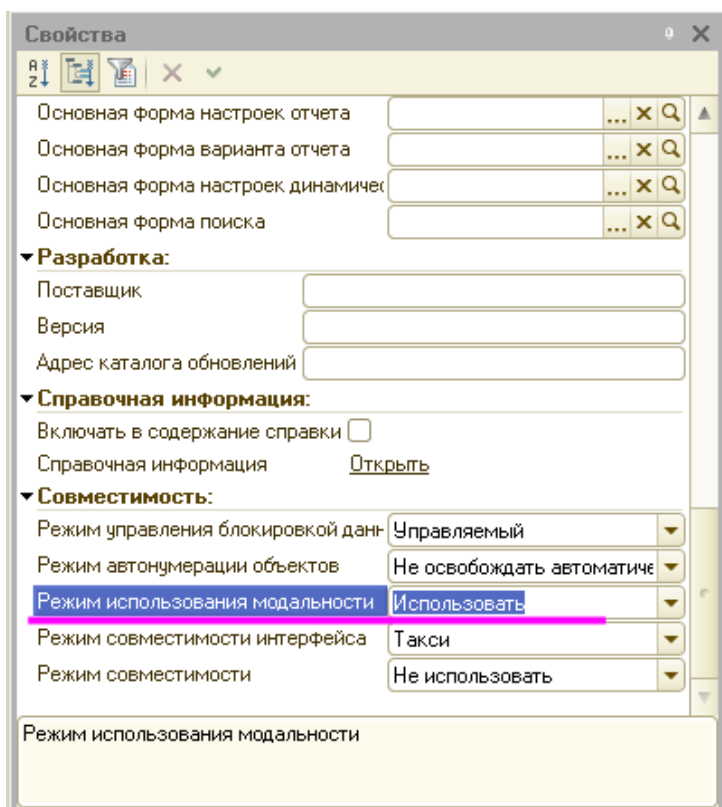 Свойства
Основная форма настроек отчета ...
Основная форма варианта отчета ...
Основная форма настроек динамичес ...
Основная форма поиска ...
Разработка:
Поставщик
Версия
Адрес каталога обновлений
Справочная информация:
Включать в содержание справки
Справочная информация Открыть
Совместимость:
Режим управления блокировкой данн Управляемый
Режим автонумерации объектов Не освобождать автоматиче
Режим использования модальности Использовать
Режим совместимости интерфейса Такси
Режим совместимости Не использовать
Режим использования модальности